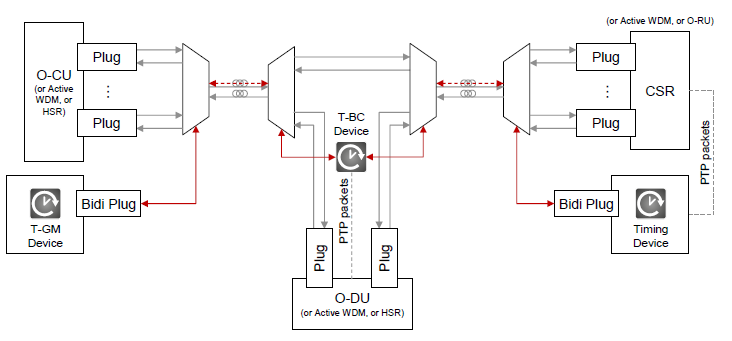 (or Active WDM, or O-RU)
O-CU
(or Active
WDM, or
HSR)
Plug
⋮
Plug
T-BC
Device
Plug
⋮
Plug
CSR
PTP packets
T-GM
Device
Bidi Plug
PTP packets
Bidi Plug
Timing
Device
Plug
Plug
O-DU
(or Active WDM, or HSR)